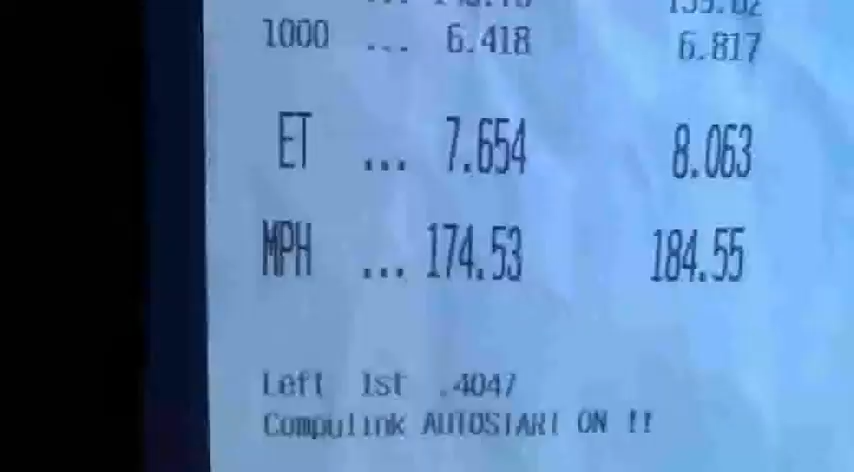 1000 ... 6.418 6.817
ET ... 7.654 8.063
MPH ... 174.53 184.55
Left 1st .4047
Compulink AUTOSTART ON !!